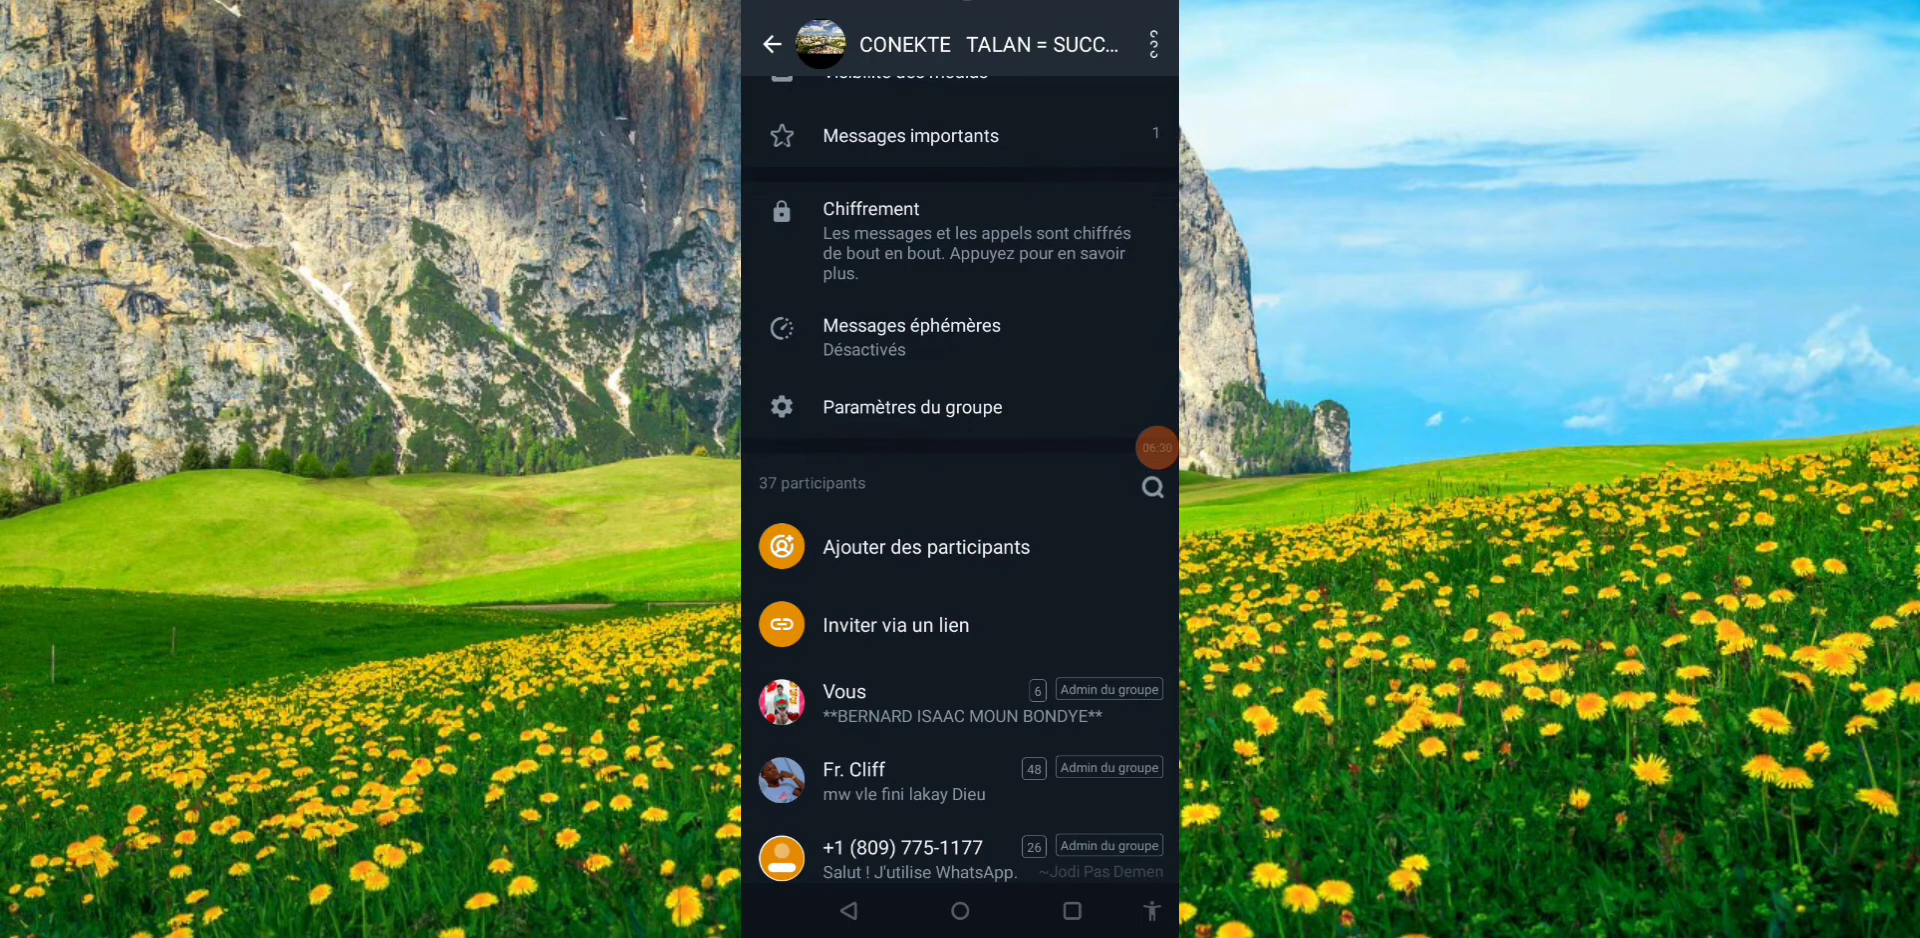 CONEKTE TALAN = SUCC...
Visibilité des médias
Messages importants
1
Chiffrement
Les messages et les appels sont chiffrés
de bout en bout. Appuyez pour en savoir
plus.
Messages éphémères
Désactivés
Paramètres du groupe
06:30
37 participants
Ajouter des participants
Inviter via un lien
Vous 6 Admin du groupe
**BERNARD ISAAC MOUN BONDYE**
Fr. Cliff 48 Admin du groupe
mw vle fini lakay Dieu
+1 (809) 775-1177 26 Admin du groupe
Salut ! J'utilise WhatsApp. ~Jodi Pas Demen